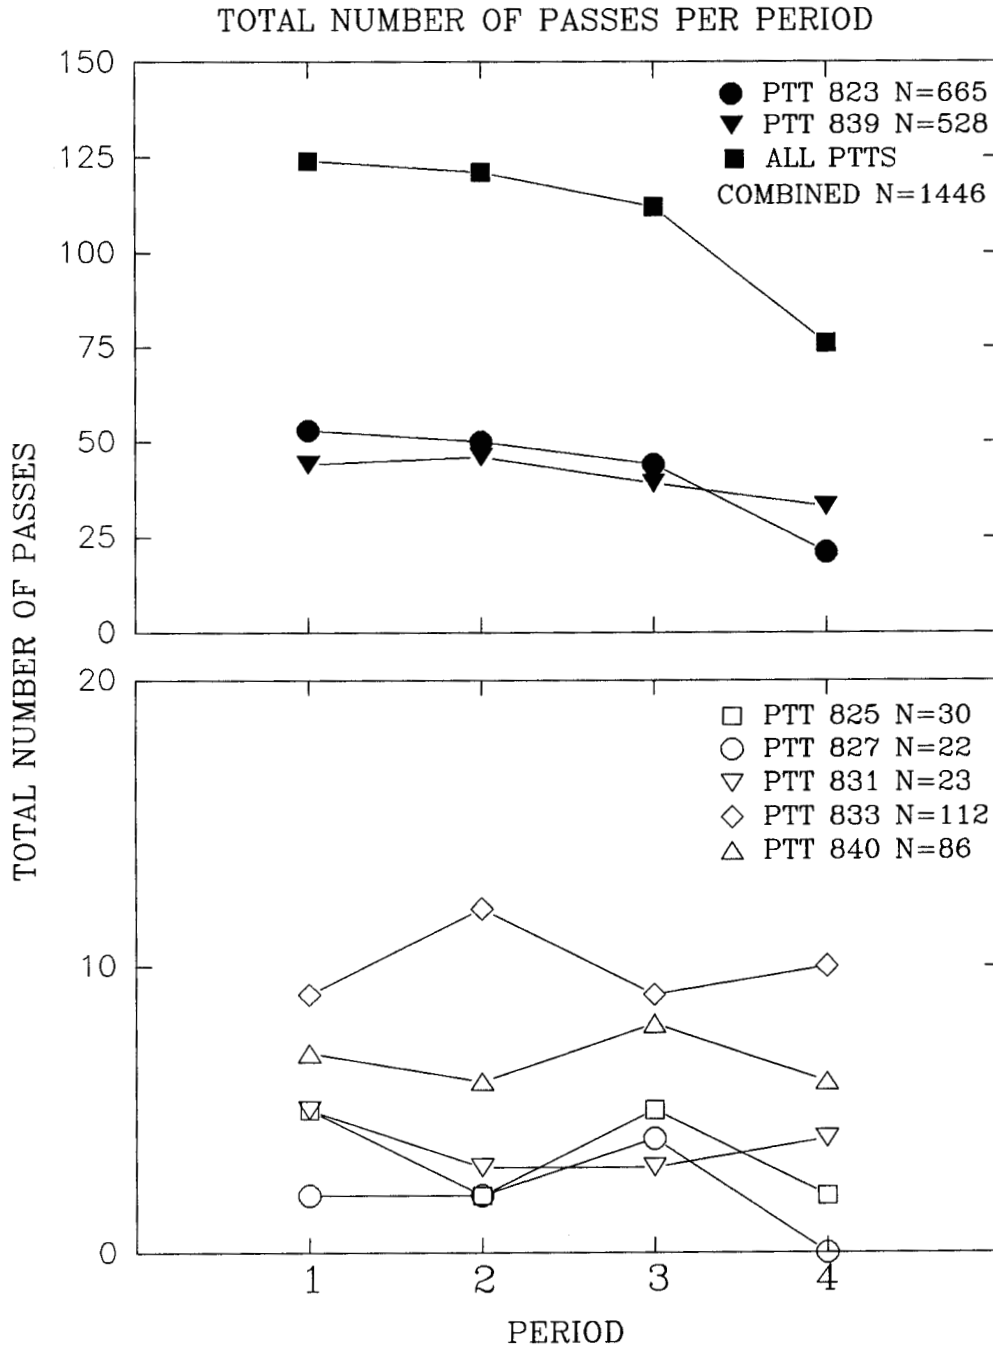 TOTAL NUMBER OF PASSES PER PERIOD
150
125
100
75
50
25
0
PTT 823 N=665
PTT 839 N=528
ALL PTTS
COMBINED N=1446
TOTAL NUMBER OF PASSES
20
10
0
PTT 825 N=30
PTT 827 N=22
PTT 831 N=23
PTT 833 N=112
PTT 840 N=86
1 2 3 4
PERIOD